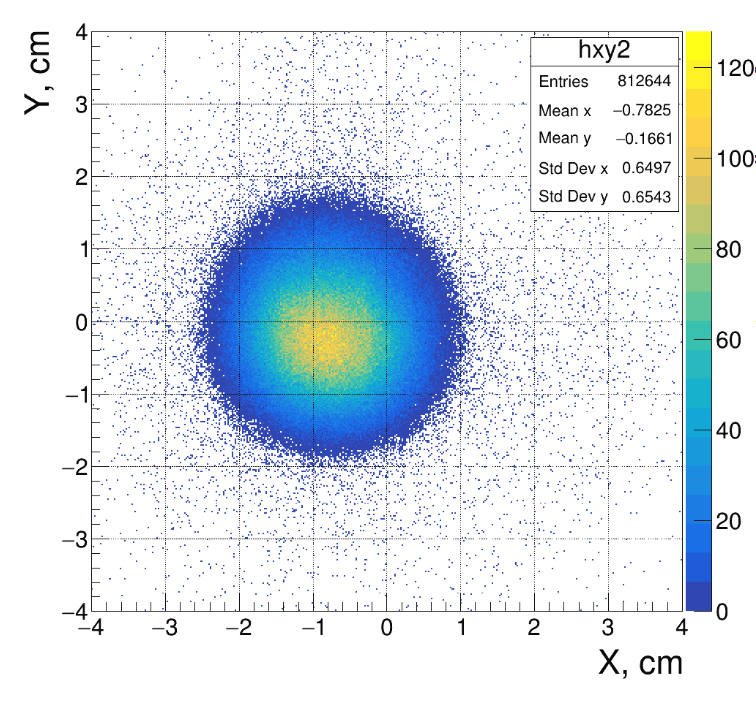 Y, cm
hxy2
Entries 812644
Mean x −0.7825
Mean y −0.1661
Std Dev x 0.6497
Std Dev y 0.6543
4
3
2
1
0
−1
−2
−3
−4
−4 −3 −2 −1 0 1 2 3 4
X, cm
120
100
80
60
40
20
0